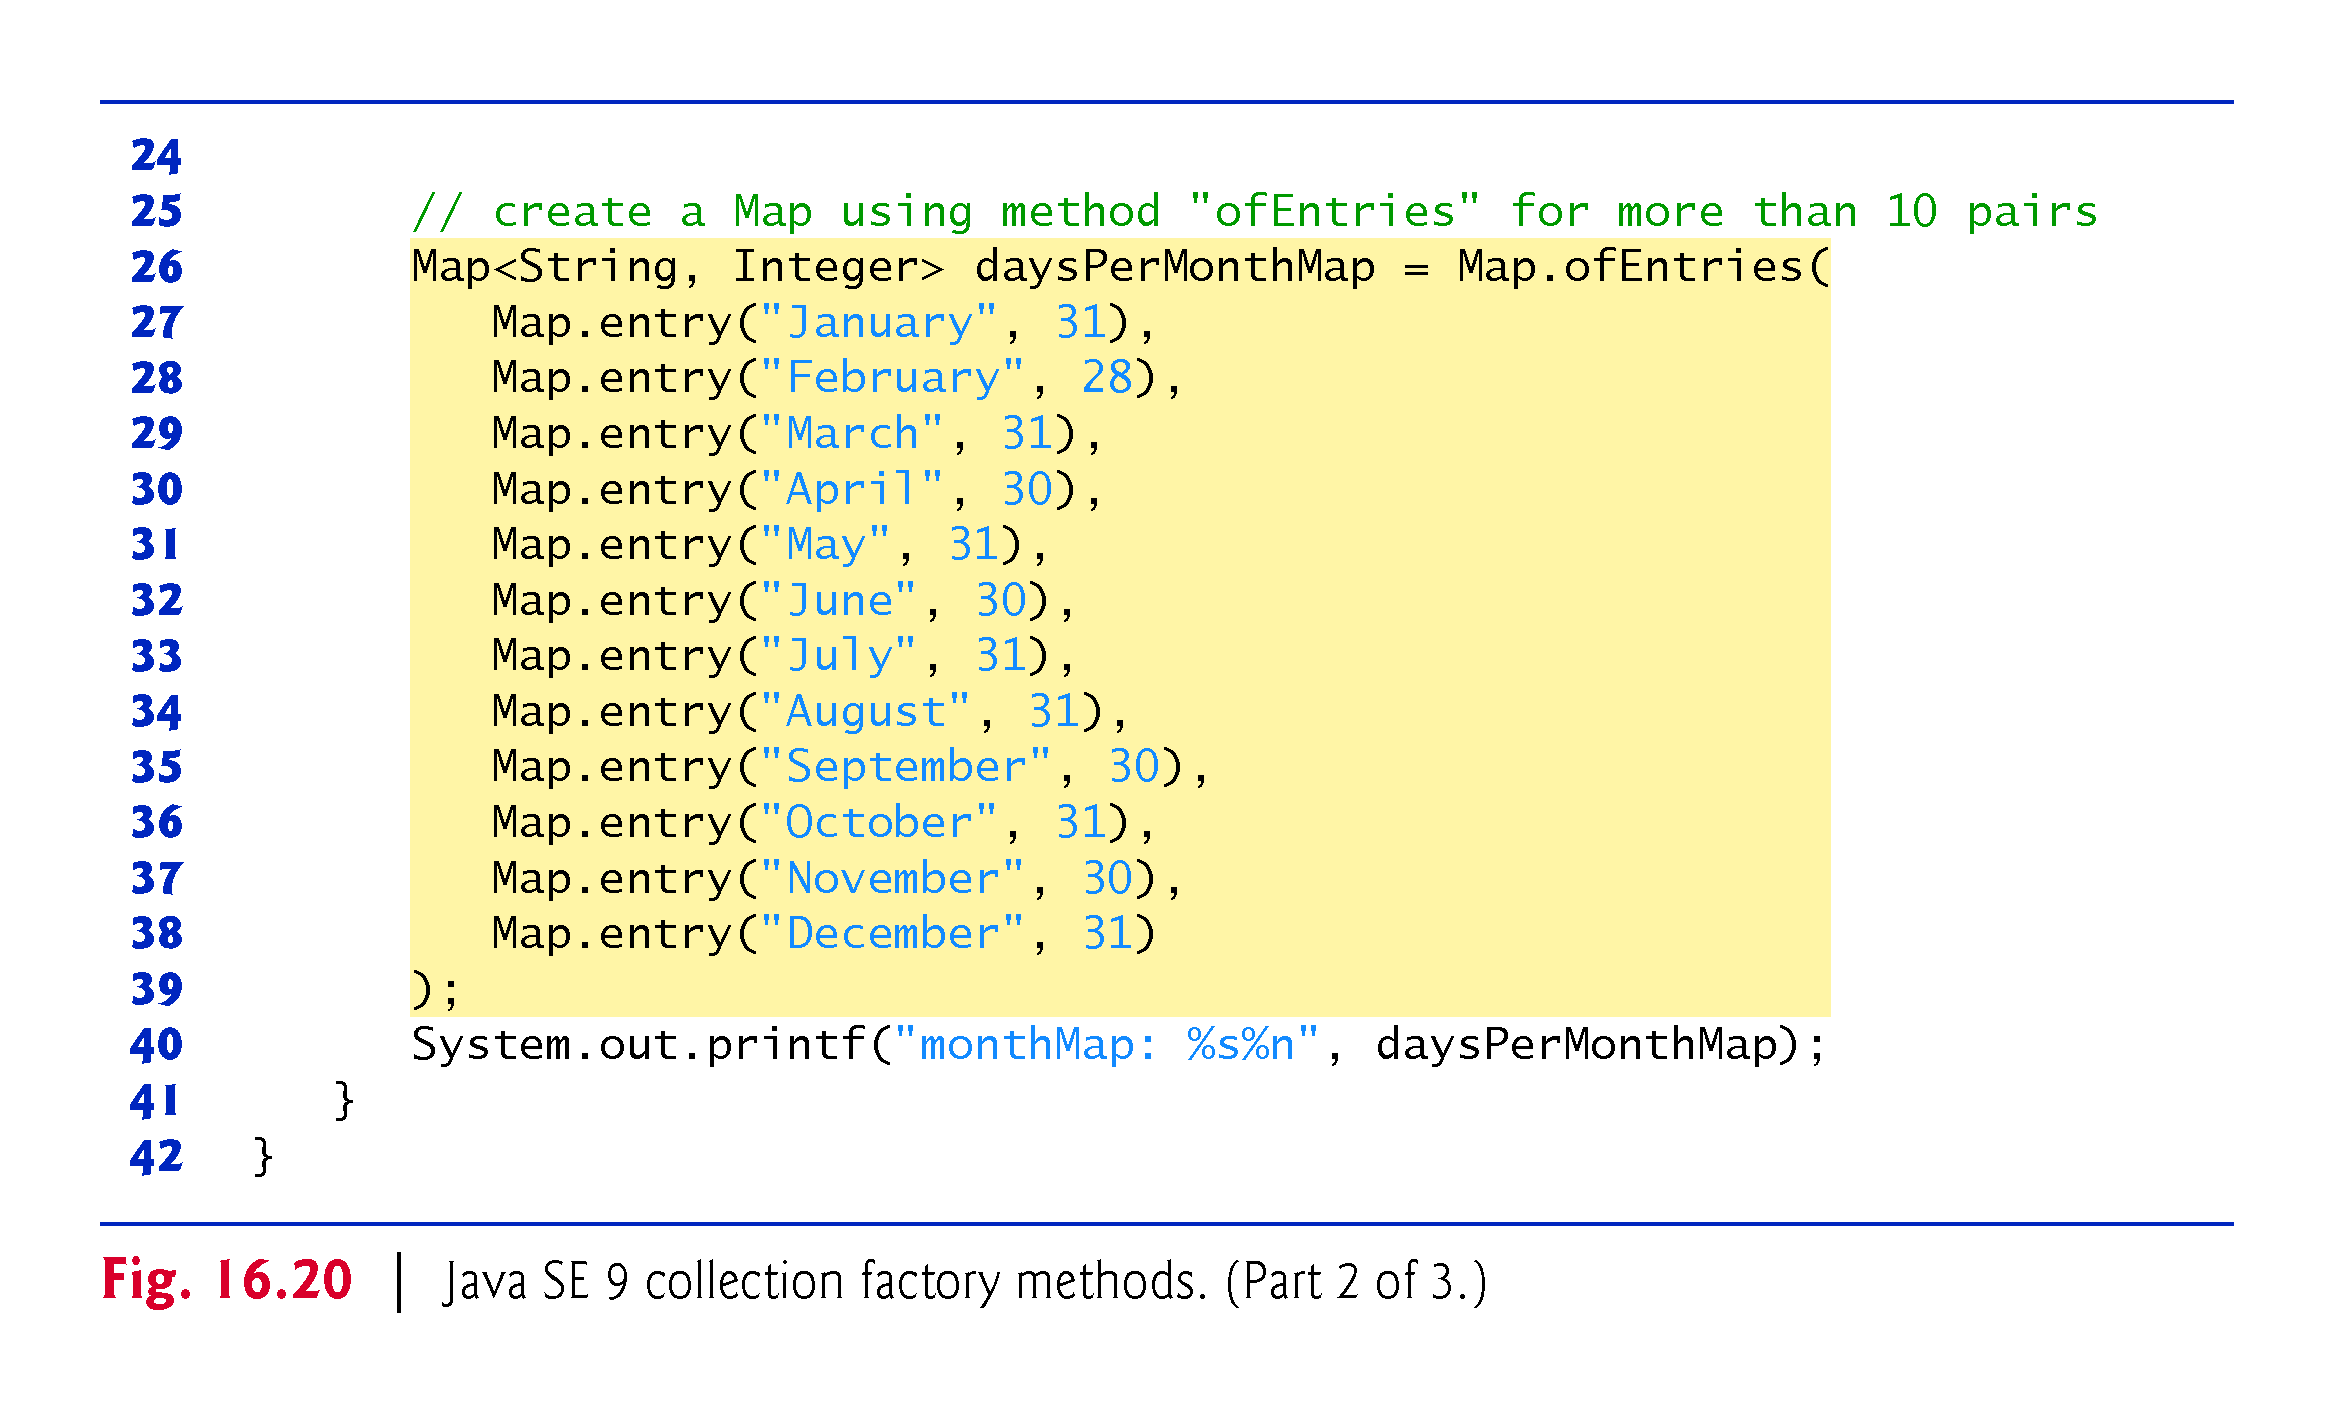 24
25 // create a Map using method "ofEntries" for more than 10 pairs
26 Map<String, Integer> daysPerMonthMap = Map.ofEntries(
27 Map.entry("January", 31),
28 Map.entry("February", 28),
29 Map.entry("March", 31),
30 Map.entry("April", 30),
31 Map.entry("May", 31),
32 Map.entry("June", 30),
33 Map.entry("July", 31),
34 Map.entry("August", 31),
35 Map.entry("September", 30),
36 Map.entry("October", 31),
37 Map.entry("November", 30),
38 Map.entry("December", 31)
39 );
40 System.out.printf("monthMap: %s%n", daysPerMonthMap);
41 }
42 }
Fig. 16.20 | Java SE 9 collection factory methods. (Part 2 of 3.)